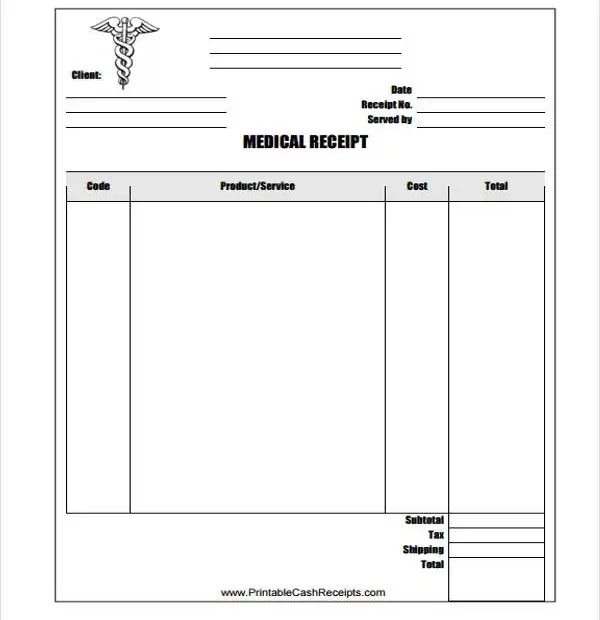 Client:
Date
Receipt No.
Served by
MEDICAL RECEIPT
Code Product/Service Cost Total
Subtotal
Tax
Shipping
Total
www.PrintableCashReceipts.com